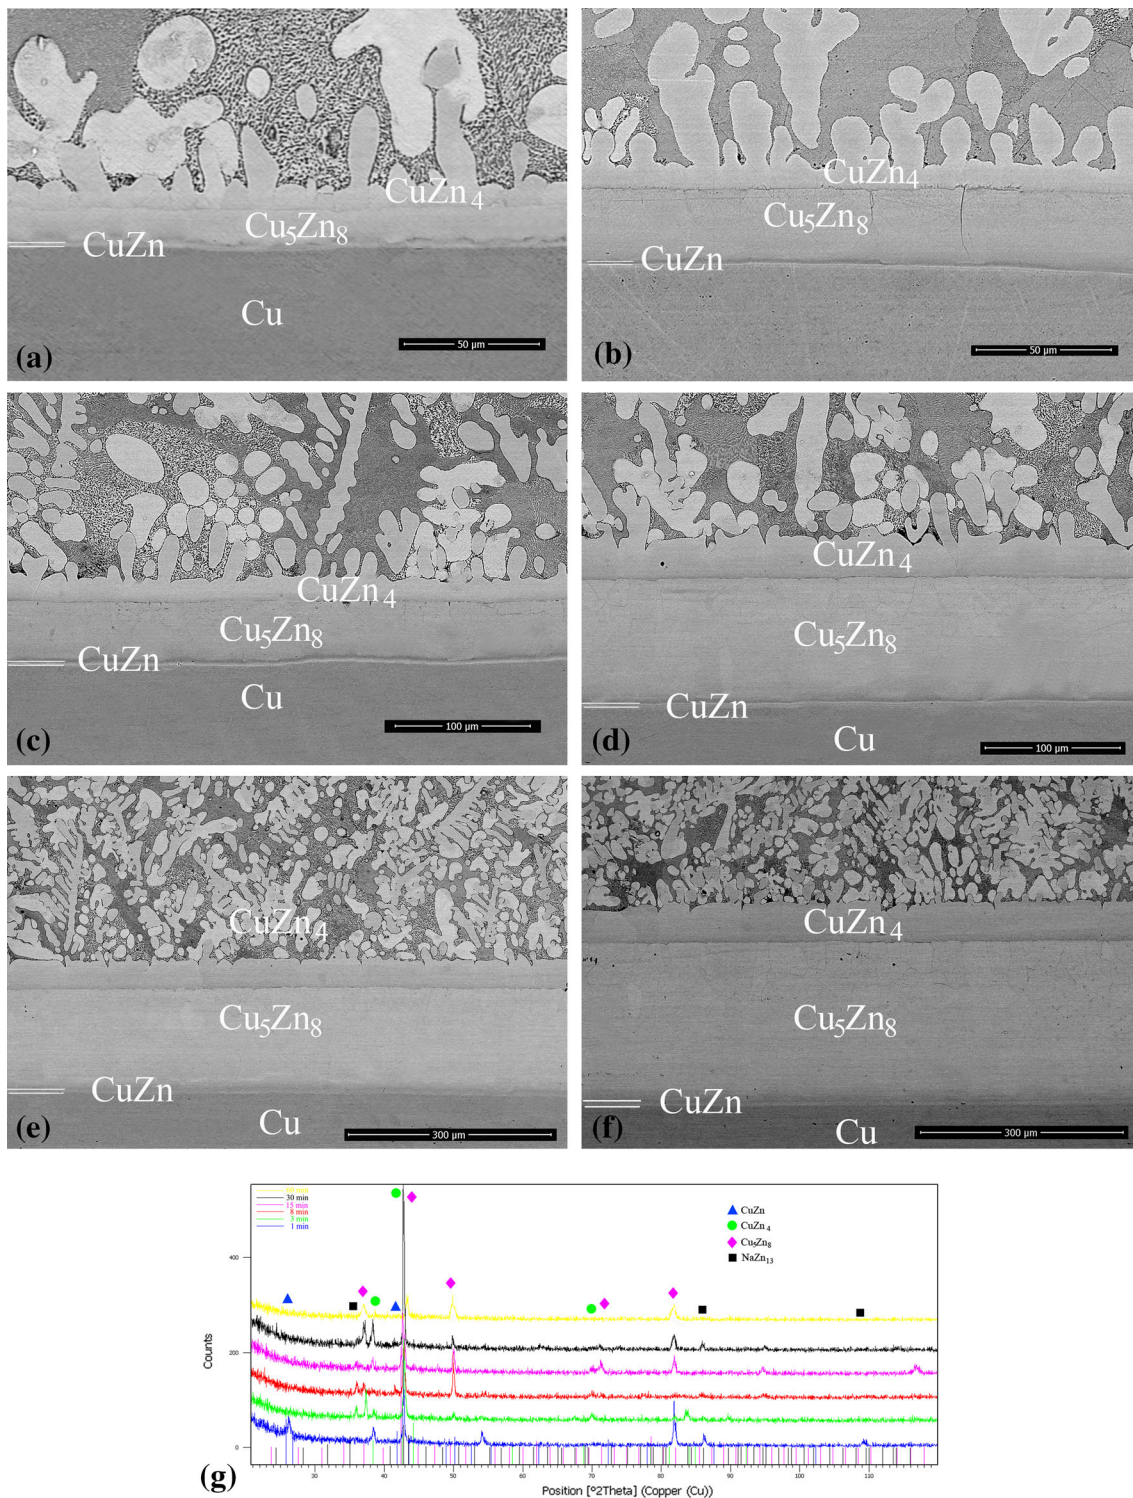 CuZn4
Cu5Zn8
CuZn
Cu
50 µm
(a)
CuZn4
Cu5Zn8
CuZn
50 µm
(b)
CuZn4
Cu5Zn8
CuZn
Cu
100 µm
(c)
CuZn4
Cu5Zn8
CuZn
Cu
100 µm
(d)
CuZn4
Cu5Zn8
CuZn
Cu
300 µm
(e)
CuZn4
Cu5Zn8
CuZn
Cu
300 µm
(f)
30 min
15 min
8 min
3 min
1 min
CuZn
CuZn4
Cu5Zn8
NaZn13
Counts
400
200
0
30 40 50 60 70 80 90 100 110
Position [°2Theta] (Copper (Cu))
(g)